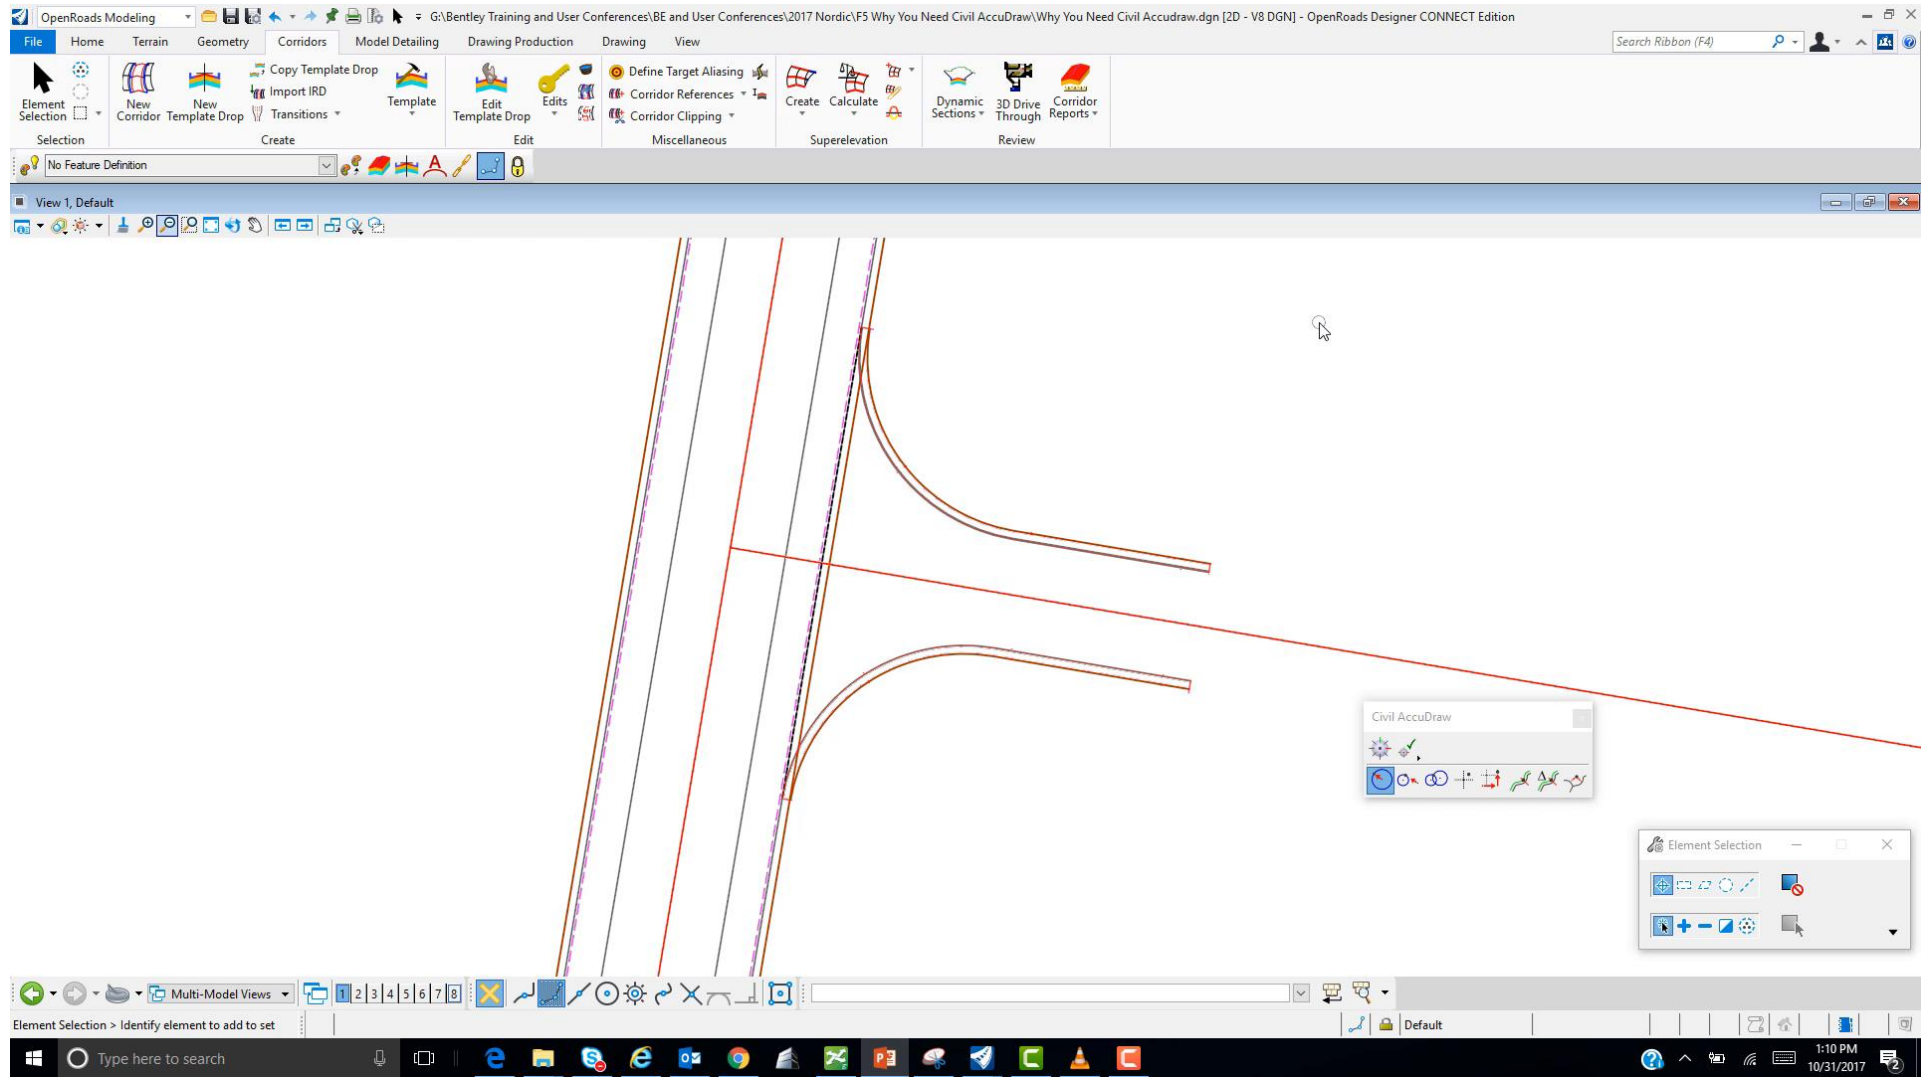 OpenRoads Modeling
G:\Bentley Training and User Conferences\BE and User Conferences\2017 Nordic\F5 Why You Need Civil AccuDraw\Why You Need Civil Accudraw.dgn [2D - V8 DGN] - OpenRoads Designer CONNECT Edition
File Home Terrain Geometry Corridors Model Detailing Drawing Production Drawing View
Search Ribbon (F4)
Element Selection
New Corridor
New Template Drop
Copy Template Drop
Import IRD
Transitions
Template
Edit Template Drop
Edits
Define Target Aliasing
Corridor References
Corridor Clipping
Create
Calculate
Dynamic Sections
3D Drive Through
Corridor Reports
Selection
Create
Edit
Miscellaneous
Superelevation
Review
No Feature Definition
View 1, Default
Civil AccuDraw
Element Selection
Multi-Model Views
1 2 3 4 5 6 7 8
Element Selection > Identify element to add to set
Default
Type here to search
1:10 PM
10/31/2017
2